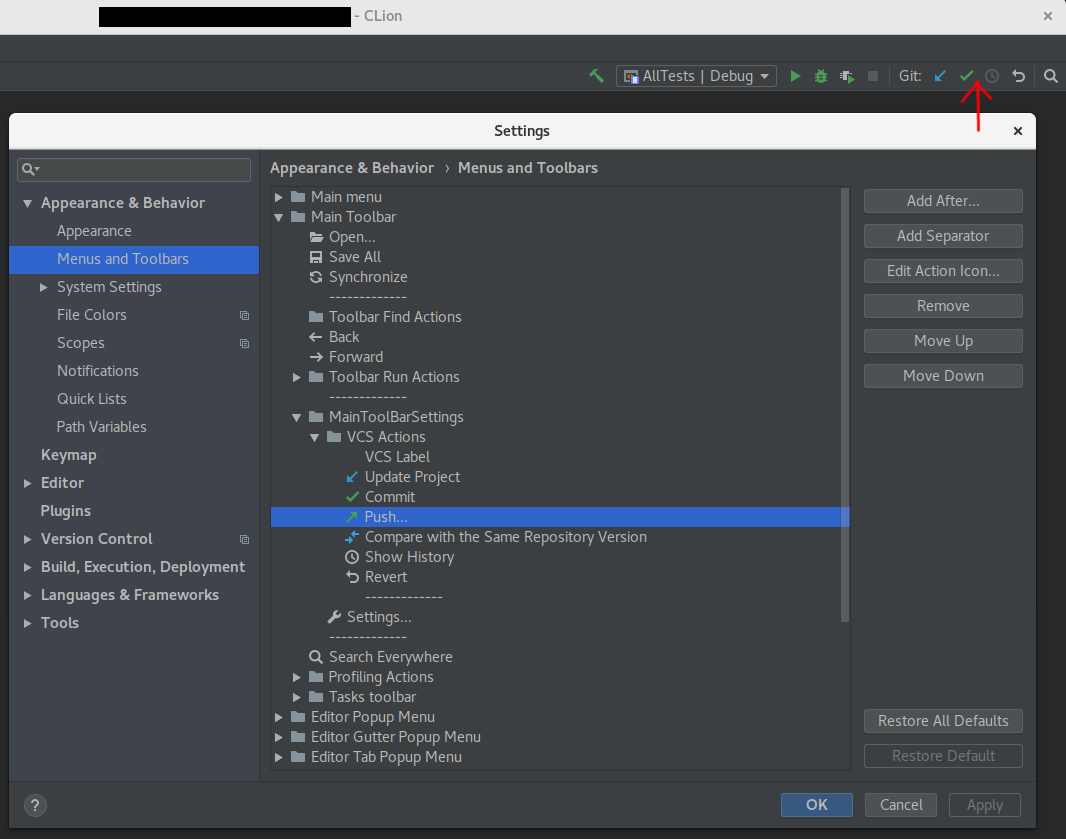 - CLion
AllTests | Debug
Git:
Settings
Appearance & Behavior › Menus and Toolbars
Appearance & Behavior
Appearance
Menus and Toolbars
System Settings
File Colors
Scopes
Notifications
Quick Lists
Path Variables
Keymap
Editor
Plugins
Version Control
Build, Execution, Deployment
Languages & Frameworks
Tools
Main menu
Main Toolbar
Open...
Save All
Synchronize
-------------
Toolbar Find Actions
Back
Forward
Toolbar Run Actions
-------------
MainToolBarSettings
VCS Actions
VCS Label
Update Project
Commit
Push...
Compare with the Same Repository Version
Show History
Revert
-------------
Settings...
-------------
Search Everywhere
Profiling Actions
Tasks toolbar
Editor Popup Menu
Editor Gutter Popup Menu
Editor Tab Popup Menu
Add After...
Add Separator
Edit Action Icon...
Remove
Move Up
Move Down
Restore All Defaults
Restore Default
?
OK
Cancel
Apply